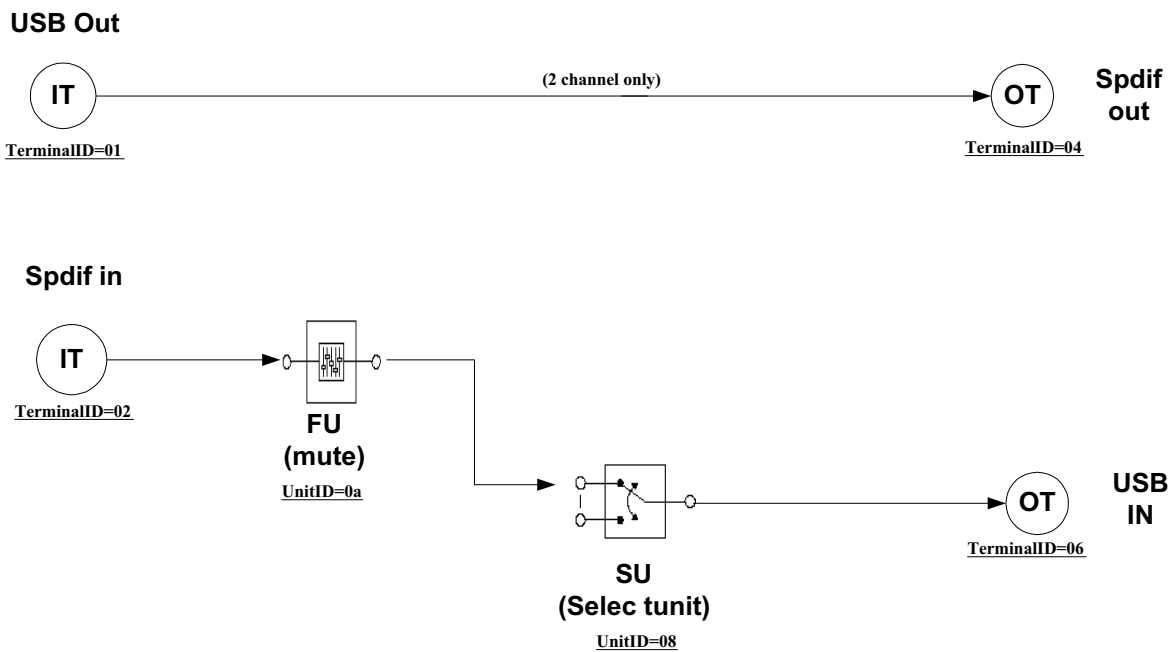 USB Out
IT
(2 channel only)
OT
Spdif
out
TerminalID=01
TerminalID=04
Spdif in
IT
TerminalID=02
FU
(mute)
UnitID=0a
OT
USB
IN
TerminalID=06
SU
(Selec tunit)
UnitID=08